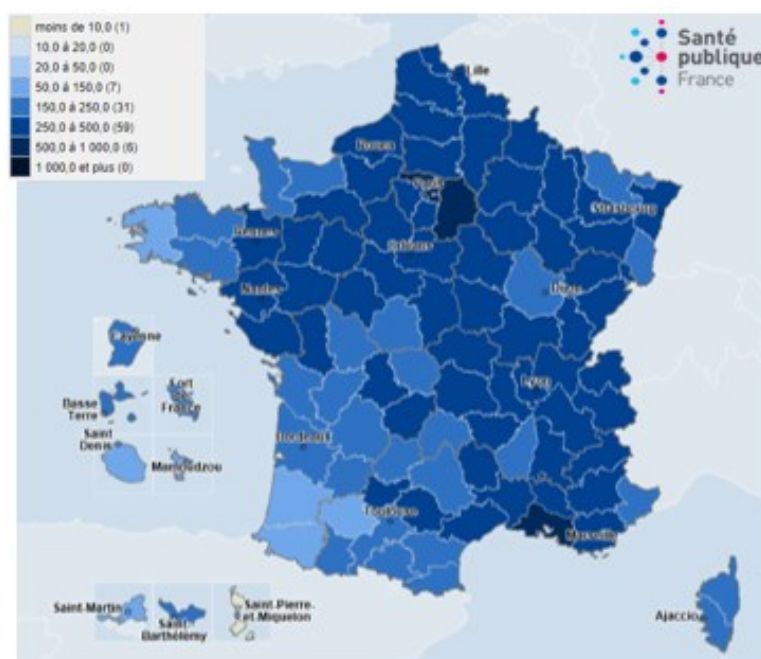 moins de 10,0 (1)
10,0 à 20,0 (0)
20,0 à 50,0 (0)
50,0 à 150,0 (7)
150,0 à 250,0 (31)
250,0 à 500,0 (59)
500,0 à 1 000,0 (6)
1 000,0 et plus (0)
Santé
publique
France
Lille
Rouen
Paris
Strasbourg
Rennes
Orléans
Nantes
Dijon
Cayenne
Basse
Terre
Fort
de
France
Lyon
Saint
Denis
Mamoudzou
Bordeaux
Toulouse
Marseille
Saint-Martin
Saint-
Barthélemy
Saint-Pierre-
et-Miquelon
Ajaccio